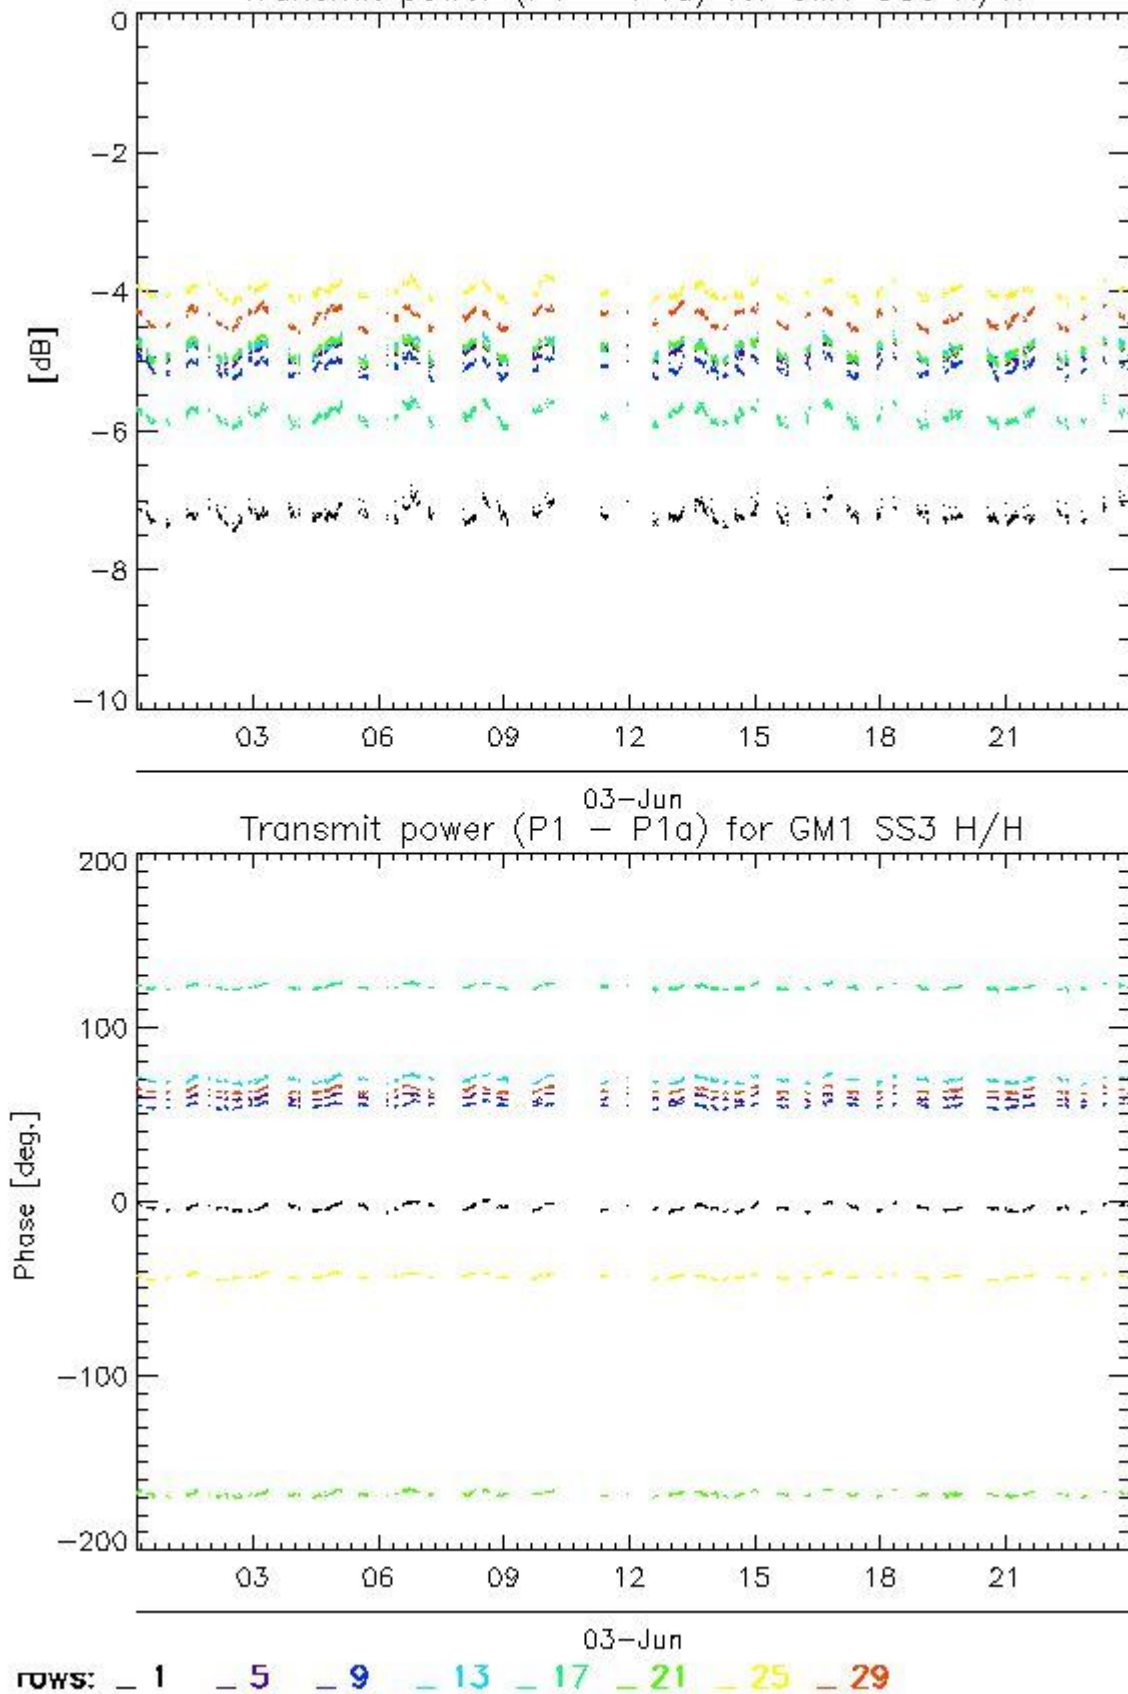 0
-2
-4
[dB]
-6
-8
-10
03 06 09 12 15 18 21
03-Jun
Transmit power (P1 - P1a) for GM1 SS3 H/H
200
100
Phase [deg.]
0
-100
-200
03 06 09 12 15 18 21
03-Jun
rows: _ 1 _ 5 _ 9 _ 13 _ 17 _ 21 _ 25 _ 29